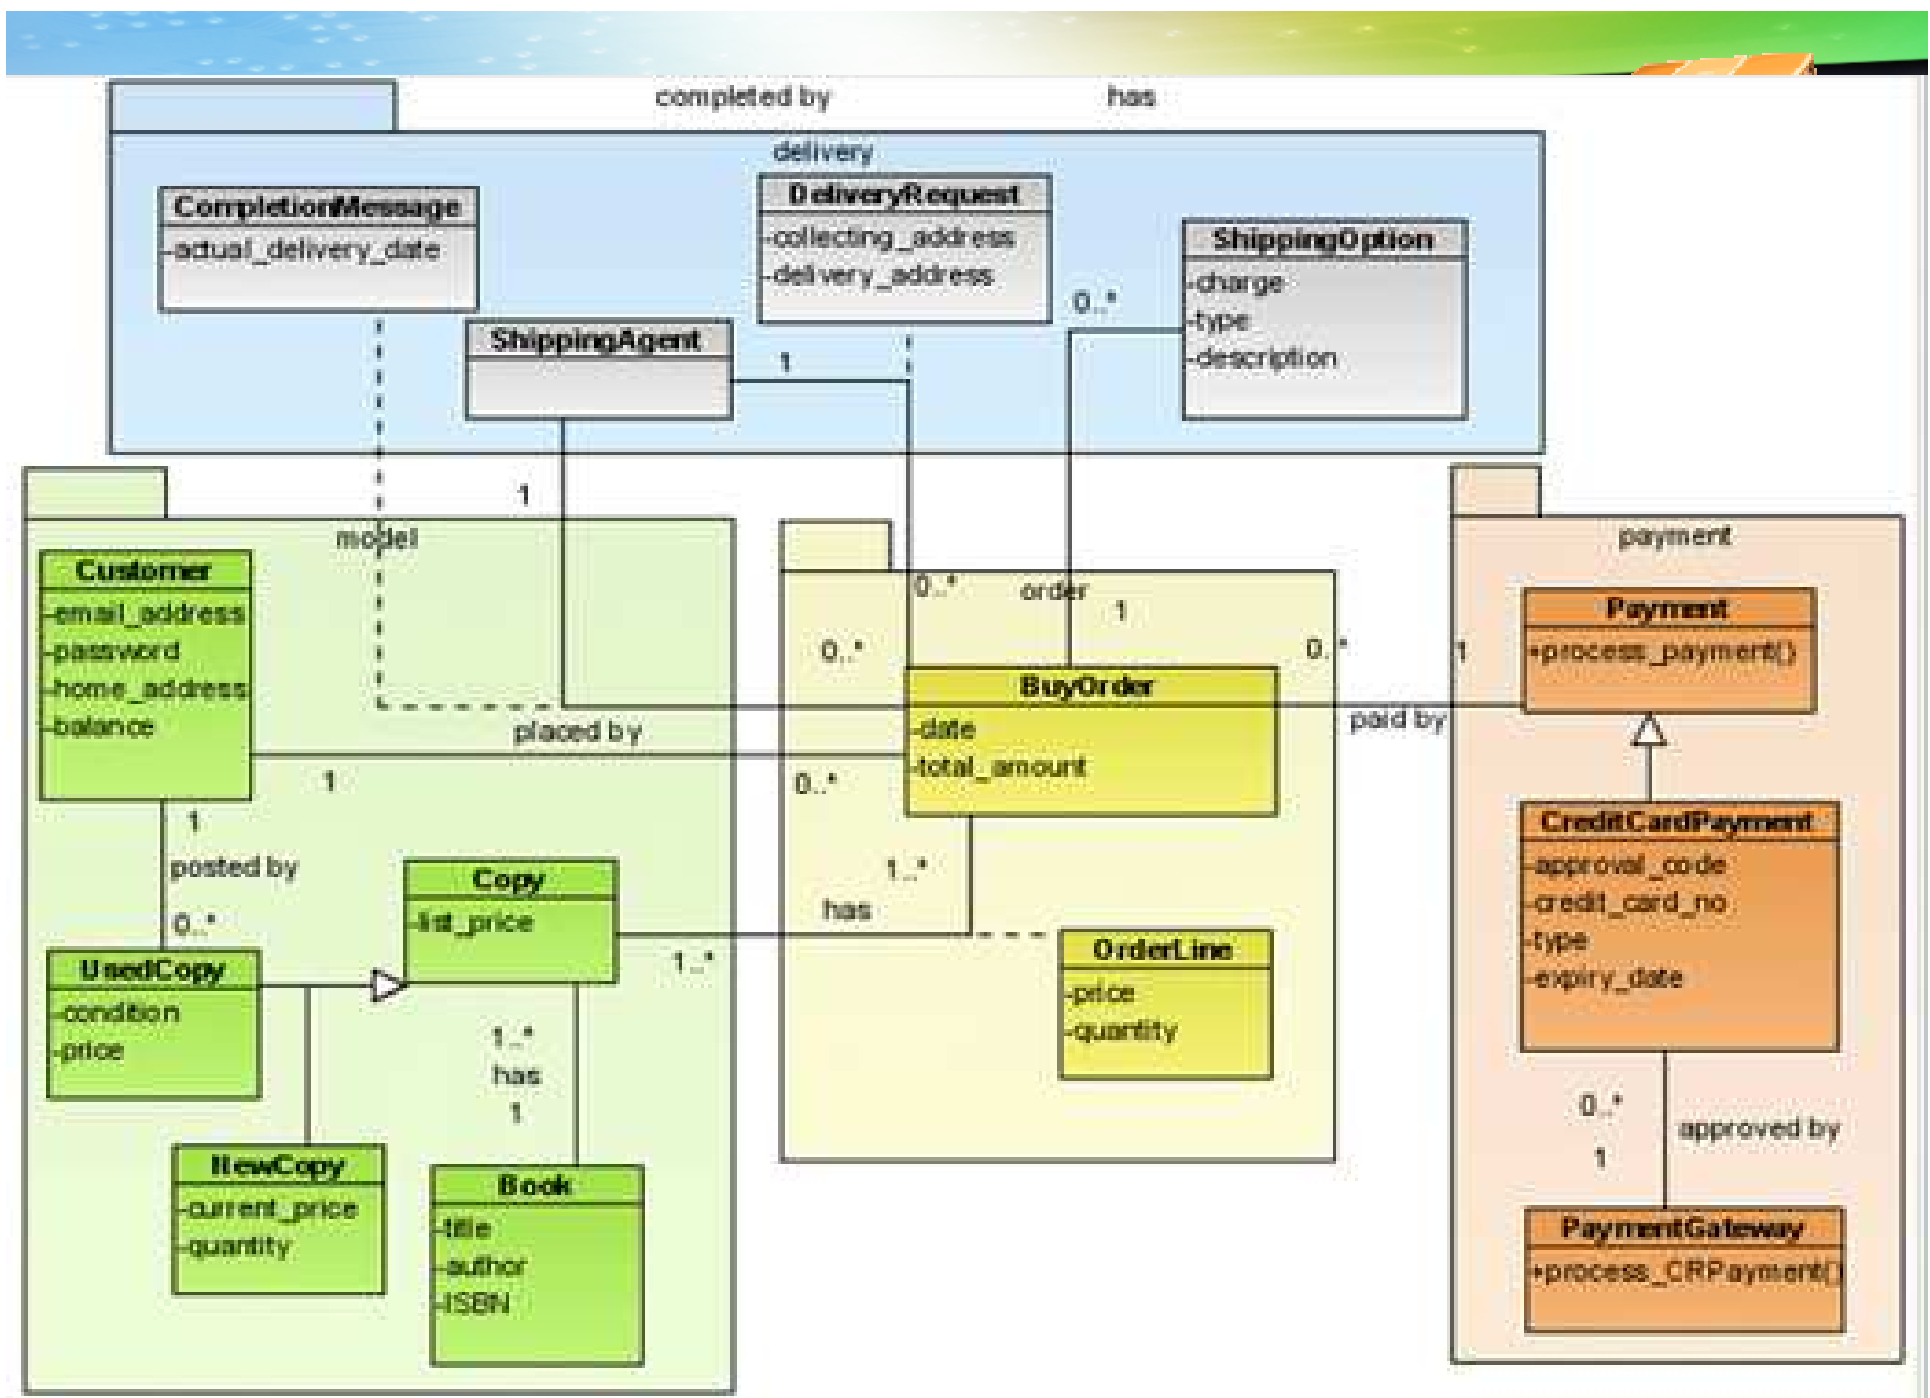 completed by
has
delivery
CompletionMessage
-actual_delivery_date
DeliveryRequest
-collecting_address
-delivery_address
ShippingOption
-charge
-type
-description
0..*
ShippingAgent
1
1
model
Customer
-email_address
-password
-home_address
-balance
placed by
1
0..*
1
posted by
0..*
UsedCopy
-condition
-price
Copy
-list_price
1..*
1..*
has
1
NewCopy
-current_price
-quantity
Book
-title
-author
-ISBN
order
0..*
1
0..*
0..*
BuyOrder
-date
-total_amount
1..*
has
OrderLine
-price
-quantity
1
paid by
payment
Payment
+process_payment()
CreditCardPayment
-approval_code
-credit_card_no
-type
-expiry_date
0..*
approved by
1
PaymentGateway
+process_CRPayment()